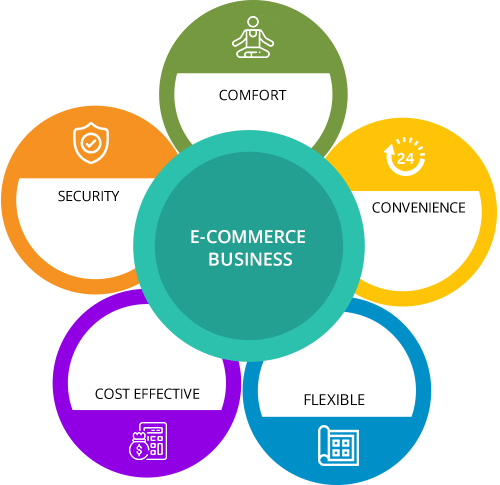 COMFORT
24
CONVENIENCE
SECURITY
E-COMMERCE
BUSINESS
COST EFFECTIVE
$
FLEXIBLE